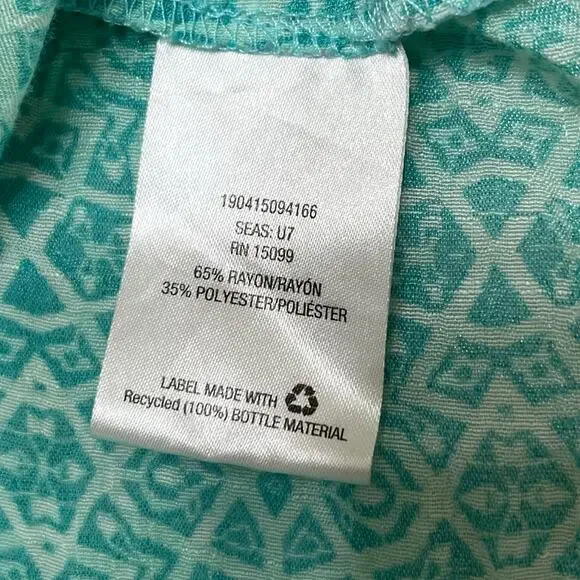 190415094166
SEAS: U7
RN 15099
65% RAYON/RAYÓN
35% POLYESTER/POLIÉSTER
LABEL MADE WITH
Recycled (100%) BOTTLE MATERIAL